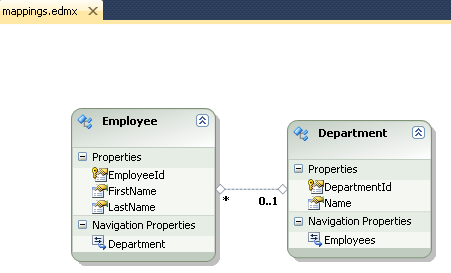 mappings.edmx
Employee
Properties
EmployeeId
FirstName
LastName
Navigation Properties
Department
* 0..1
Department
Properties
DepartmentId
Name
Navigation Properties
Employees